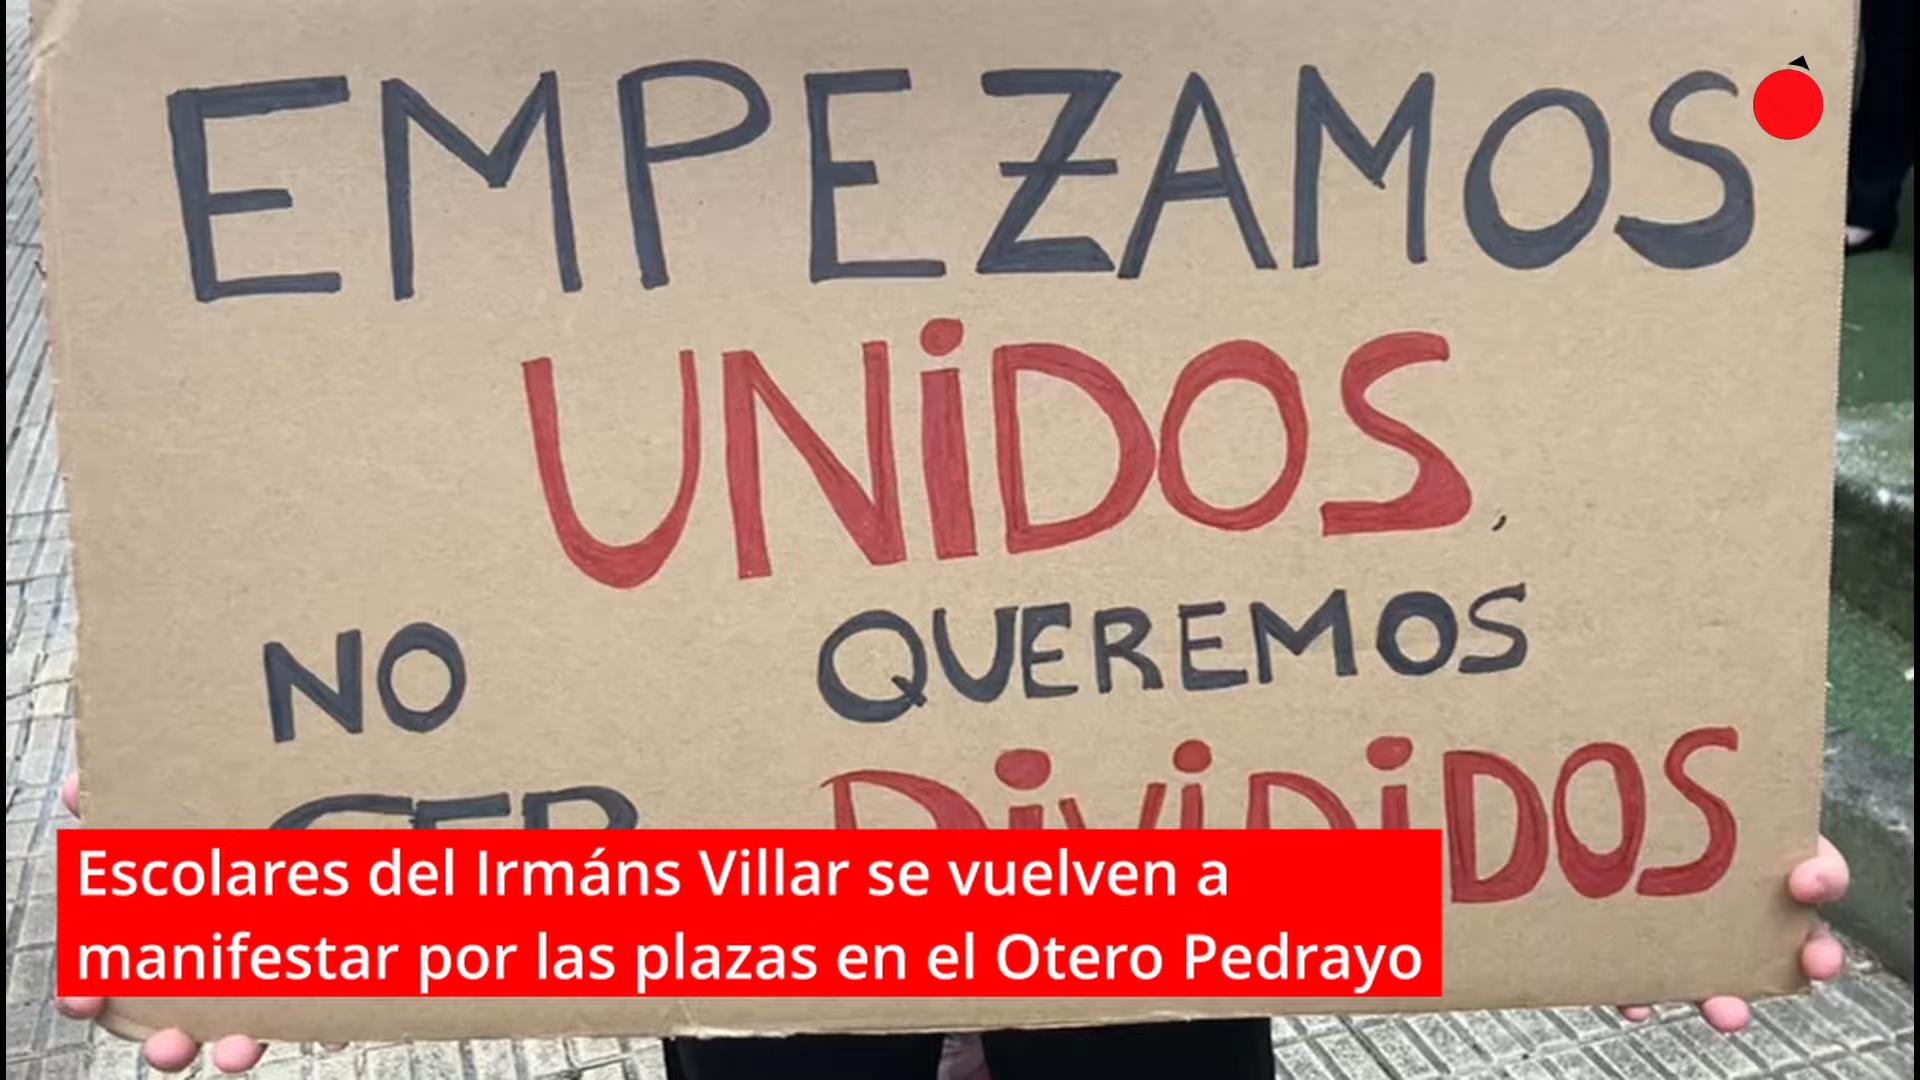 EMPEZAMOS
UNiDOS,
NO QUEREMOS
SER DiViDiDOS
Escolares del Irmáns Villar se vuelven a
manifestar por las plazas en el Otero Pedrayo